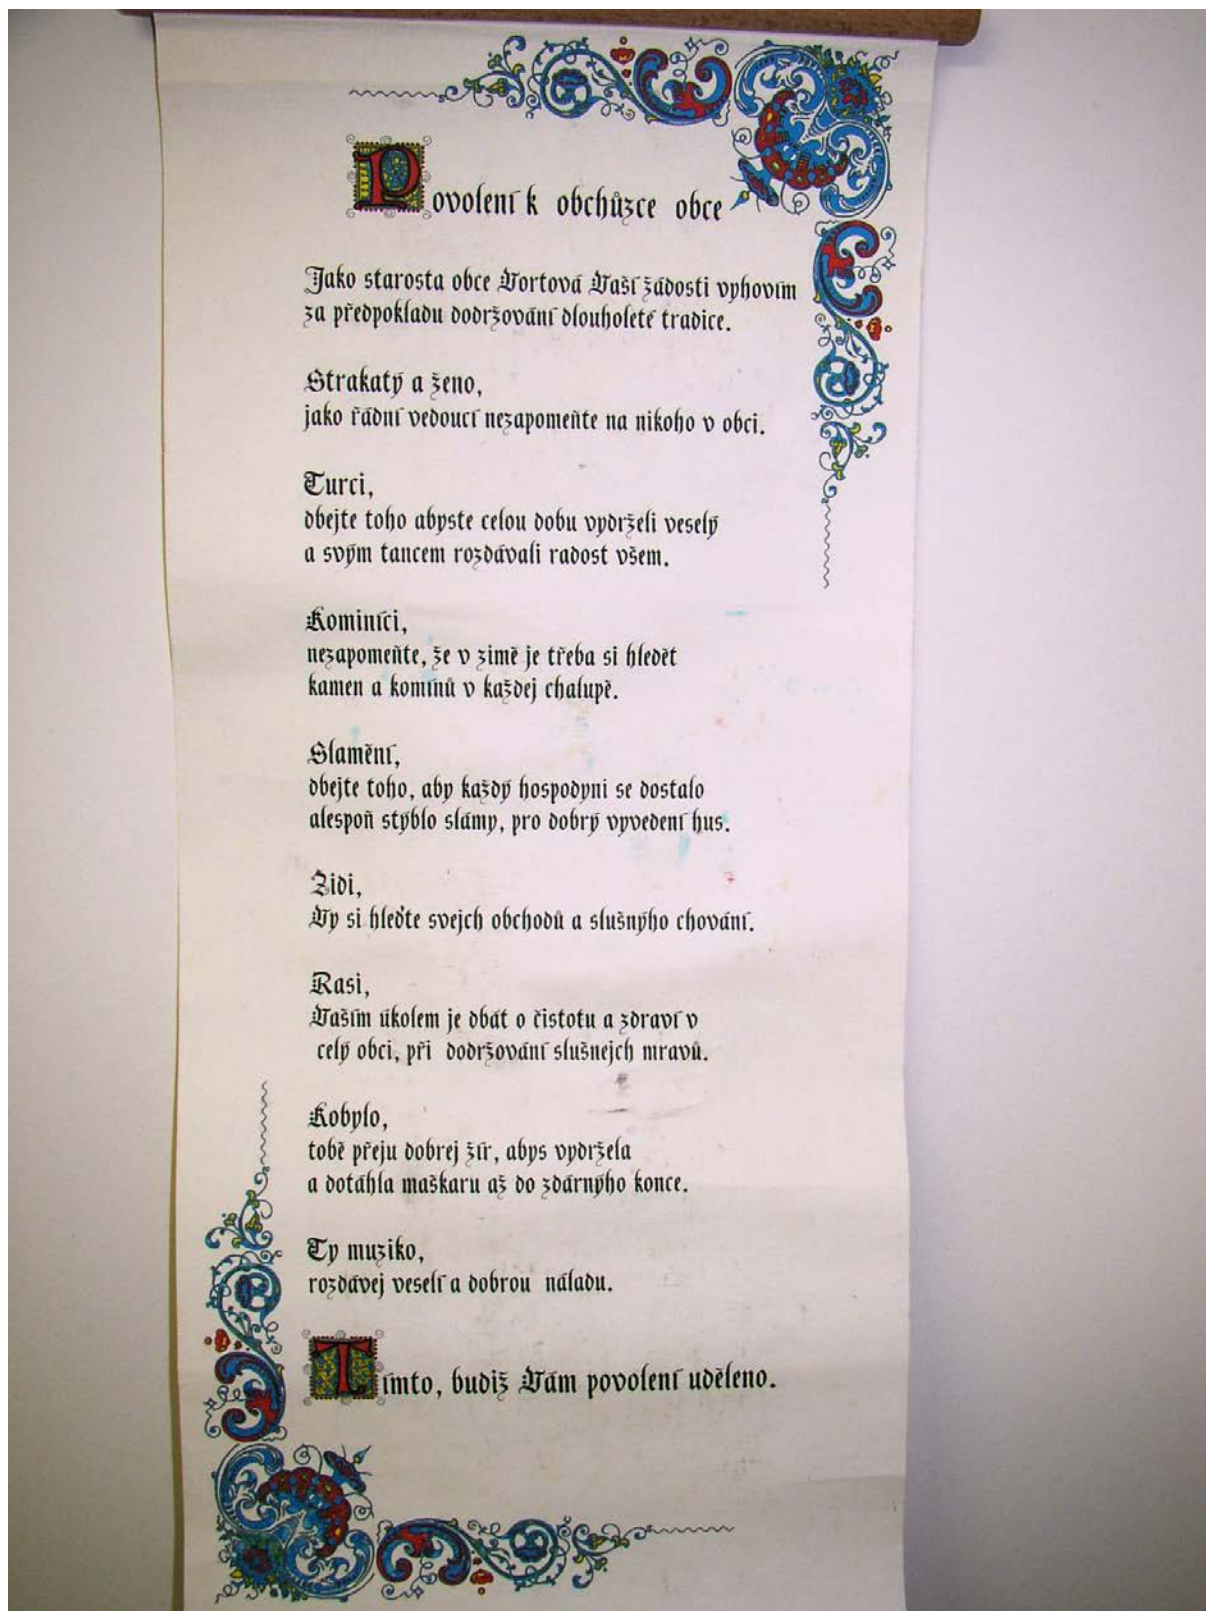 Povolení k obchůzce obce
Jako starosta obce Vortová Vaší žádosti vyhovím
za předpokladu dodržování dlouholeté tradice.
Strakatý a ženo,
jako řádní vedoucí nezapomeňte na nikoho v obci.
Turci,
dbejte toho abyste celou dobu vydrželi veselý
a svým tancem rozdávali radost všem.
Kominíci,
nezapomeňte, že v zimě je třeba si hledět
kamen a komínů v každej chalupě.
Slamění,
dbejte toho, aby každý hospodyni se dostalo
alespoň stýblo slámy, pro dobrý vyvedení hus.
Židi,
Vy si hleďte svejch obchodů a slušnýho chování.
Rasi,
Vaším úkolem je dbát o čistotu a zdraví v
celý obci, při dodržování slušnejch mravů.
Kobylo,
tobě přeju dobrej žír, abys vydržela
a dotáhla maškaru až do zdárnýho konce.
Ty muziko,
rozdávej veselí a dobrou náladu.
Tímto, budiž Vám povolení uděleno.